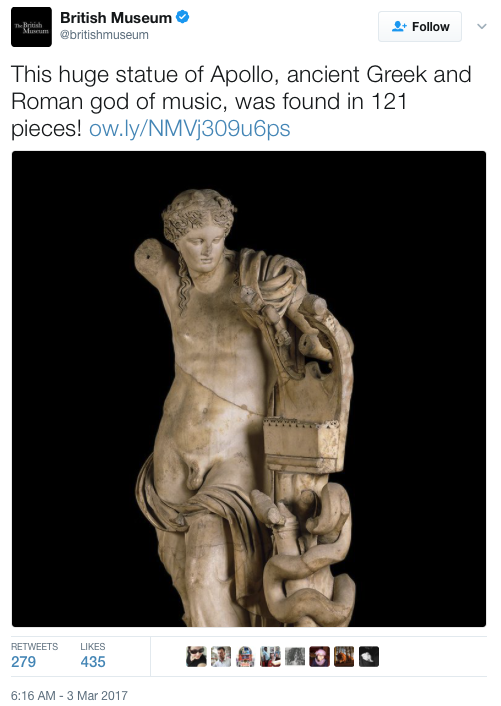 The British
Museum
British Museum
@britishmuseum
Follow
This huge statue of Apollo, ancient Greek and
Roman god of music, was found in 121
pieces! ow.ly/NMVj309u6ps
RETWEETS
279
LIKES
435
6:16 AM - 3 Mar 2017